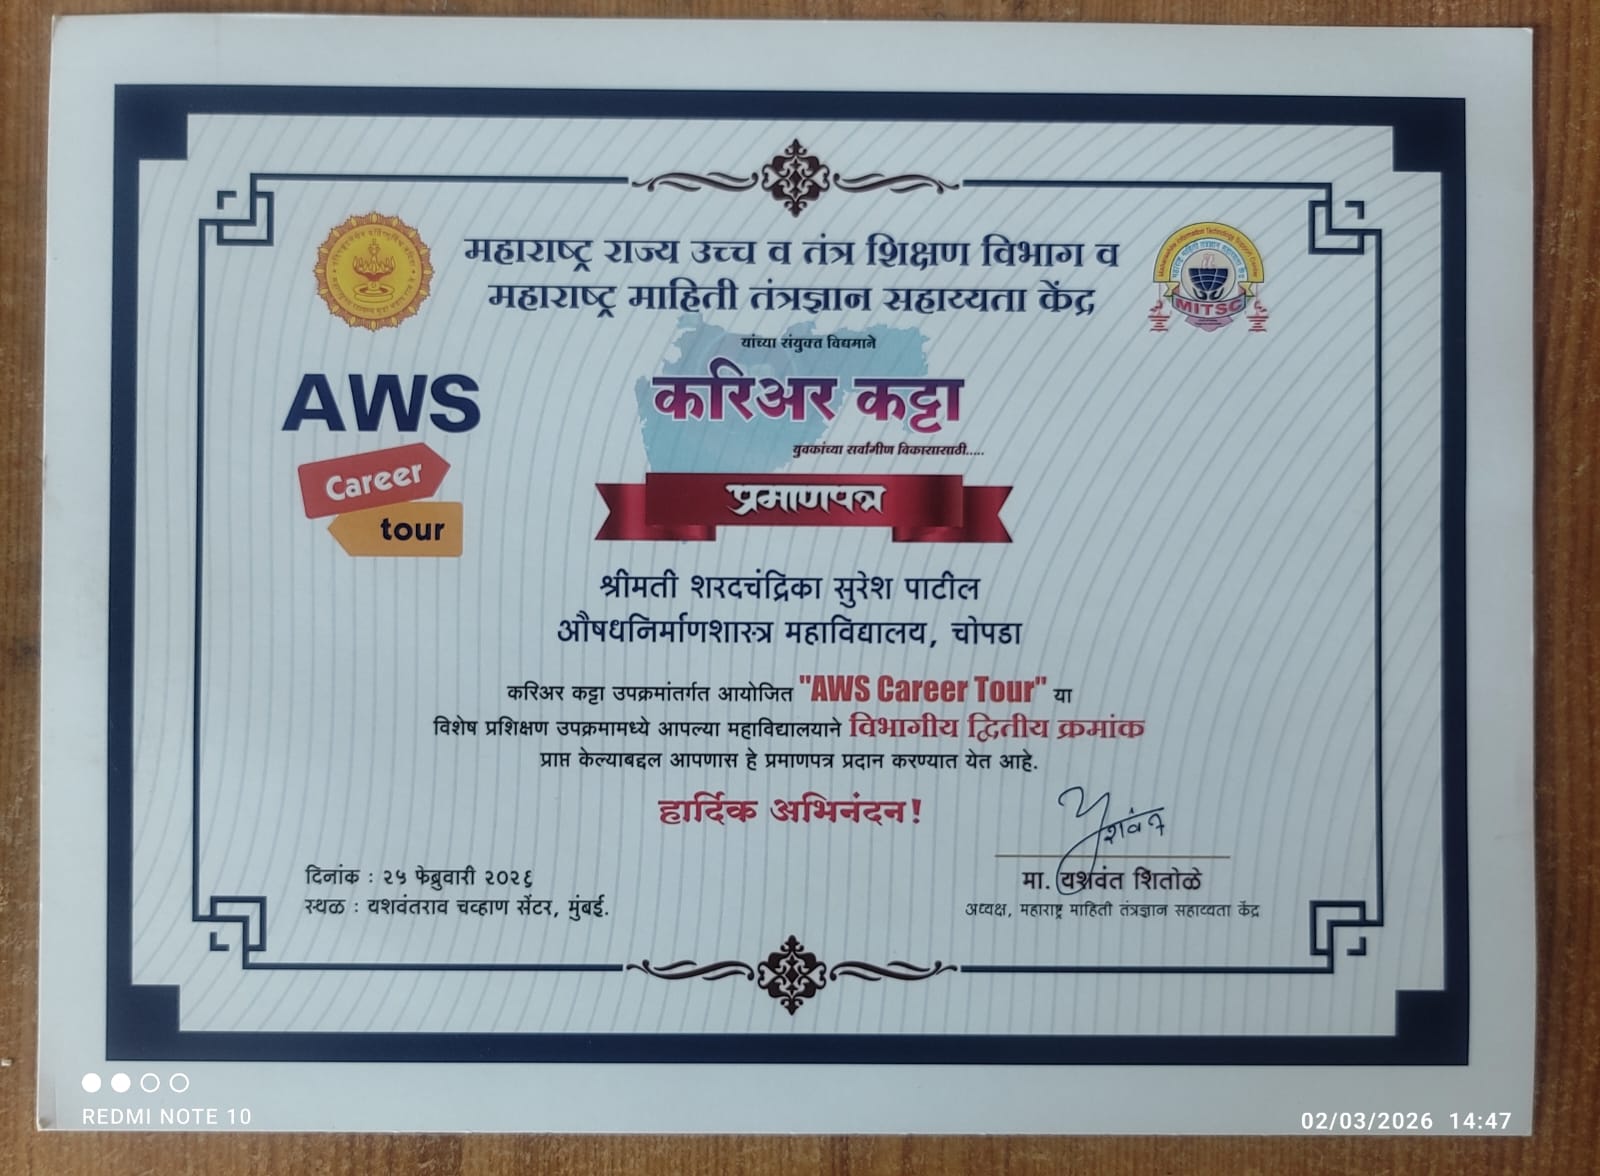 महाराष्ट्र राज्य उच्च व तंत्र शिक्षण विभाग व
महाराष्ट्र माहिती तंत्रज्ञान सहाय्यता केंद्र
MITSC
यांच्या संयुक्त विद्यमाने
AWS
Career
tour
करिअर कट्टा
युवकांच्या सर्वांगीण विकासासाठी.....
प्रमाणपत्र
श्रीमती शरदचंद्रिका सुरेश पाटील
औषधनिर्माणशास्त्र महाविद्यालय, चोपडा
करिअर कट्टा उपक्रमांतर्गत आयोजित "AWS Career Tour" या
विशेष प्रशिक्षण उपक्रमामध्ये आपल्या महाविद्यालयाने विभागीय द्वितीय क्रमांक
प्राप्त केल्याबद्दल आपणास हे प्रमाणपत्र प्रदान करण्यात येत आहे.
हार्दिक अभिनंदन!
यशवंत
दिनांक : २५ फेब्रुवारी २०२६
स्थळ : यशवंतराव चव्हाण सेंटर, मुंबई.
मा. यशवंत शितोळे
अध्यक्ष, महाराष्ट्र माहिती तंत्रज्ञान सहाय्यता केंद्र
REDMI NOTE 10
02/03/2026 14:47